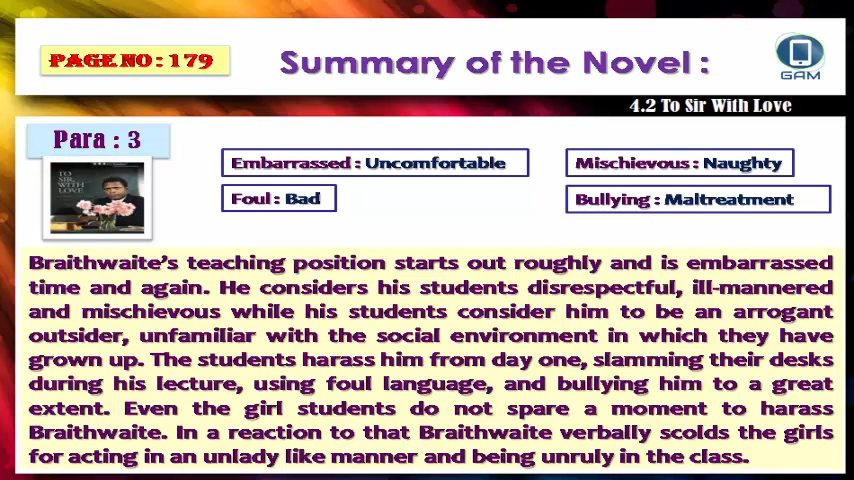 PAGE NO : 179
Summary of the Novel :
GAM
4.2 To Sir With Love
Para : 3
TO SIR, WITH LOVE
Embarrassed : Uncomfortable
Mischievous : Naughty
Foul : Bad
Bullying : Maltreatment
Braithwaite's teaching position starts out roughly and is embarrassed
time and again. He considers his students disrespectful, ill-mannered
and mischievous while his students consider him to be an arrogant
outsider, unfamiliar with the social environment in which they have
grown up. The students harass him from day one, slamming their desks
during his lecture, using foul language, and bullying him to a great
extent. Even the girl students do not spare a moment to harass
Braithwaite. In a reaction to that Braithwaite verbally scolds the girls
for acting in an unlady like manner and being unruly in the class.